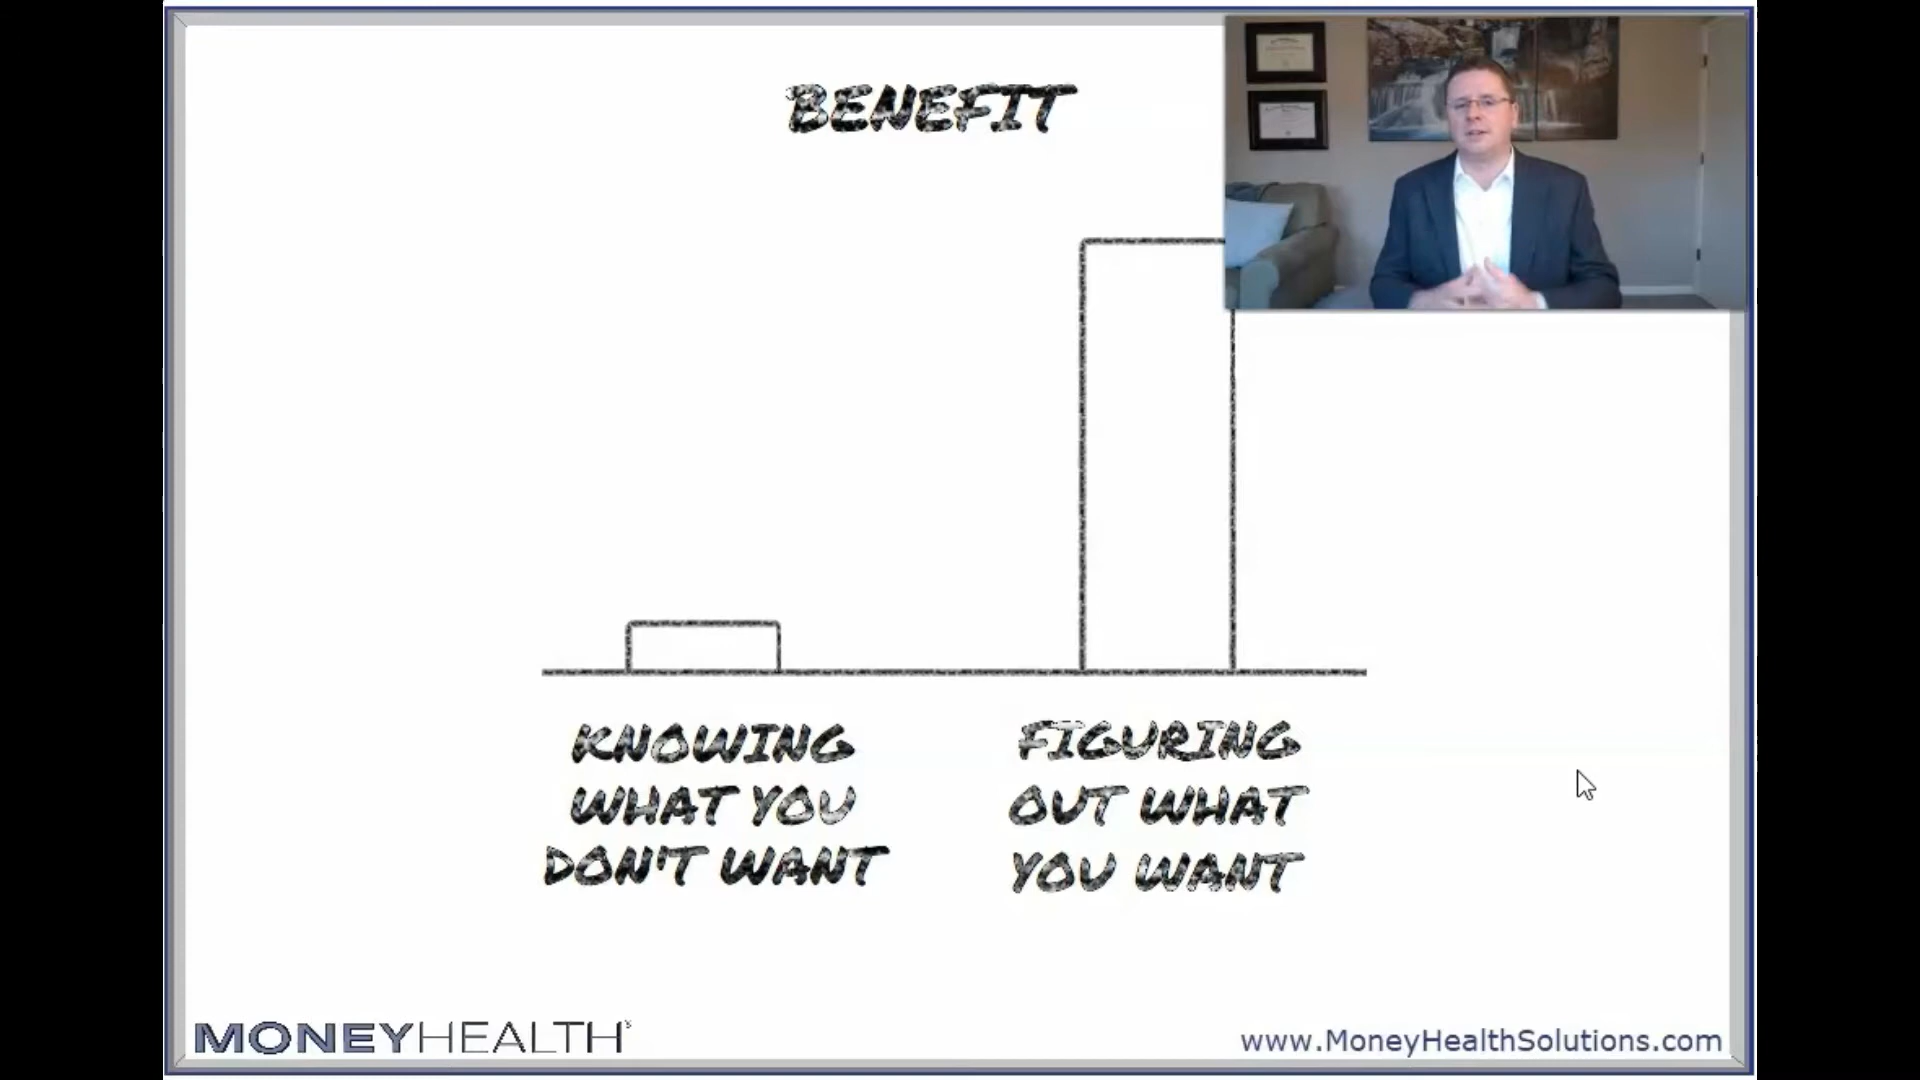 BENEFIT
KNOWING
WHAT YOU
DON'T WANT
FIGURING
OUT WHAT
YOU WANT
MONEYHEALTH
www.MoneyHealthSolutions.com